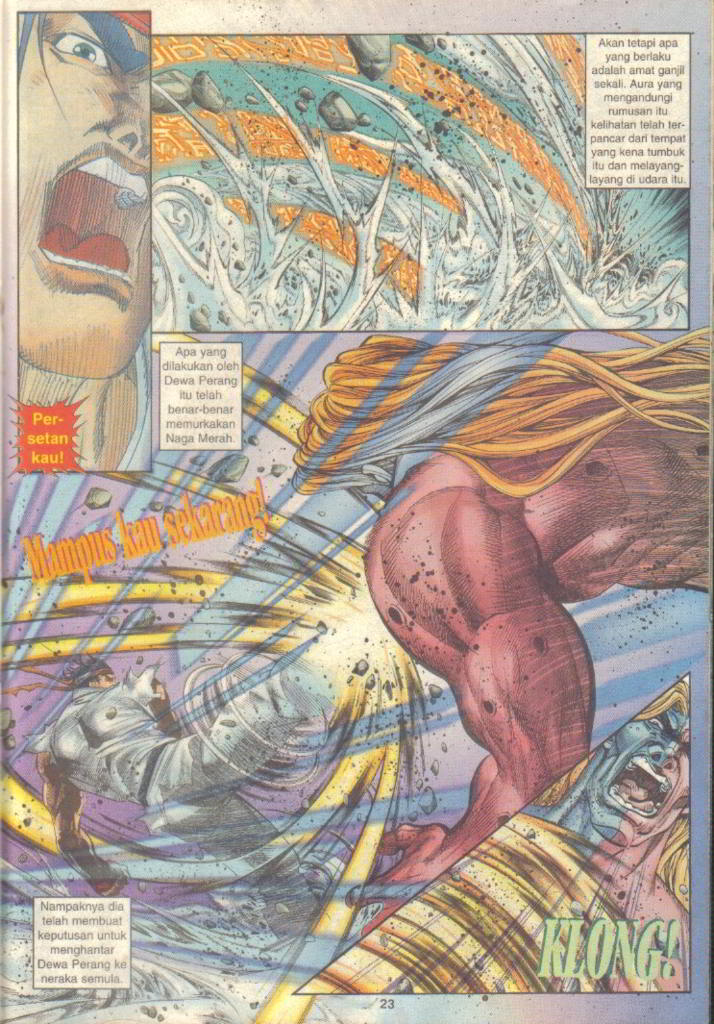 Akan tetapi apa
yang berlaku
adalah amat ganjil
sekali. Aura yang
mengandungi
rumusan itu
kelihatan telah ter-
pancar dari tempat
yang kena tumbuk
itu dan melayang-
layang di udara itu.
Per-
setan
kau!
Apa yang
dilakukan oleh
Dewa Perang
itu telah
benar-benar
memurkakan
Naga Merah.
Mampus kau sekarang!
Nampaknya dia
telah membuat
keputusan untuk
menghantar
Dewa Perang ke
neraka semula.
KLONG!
23